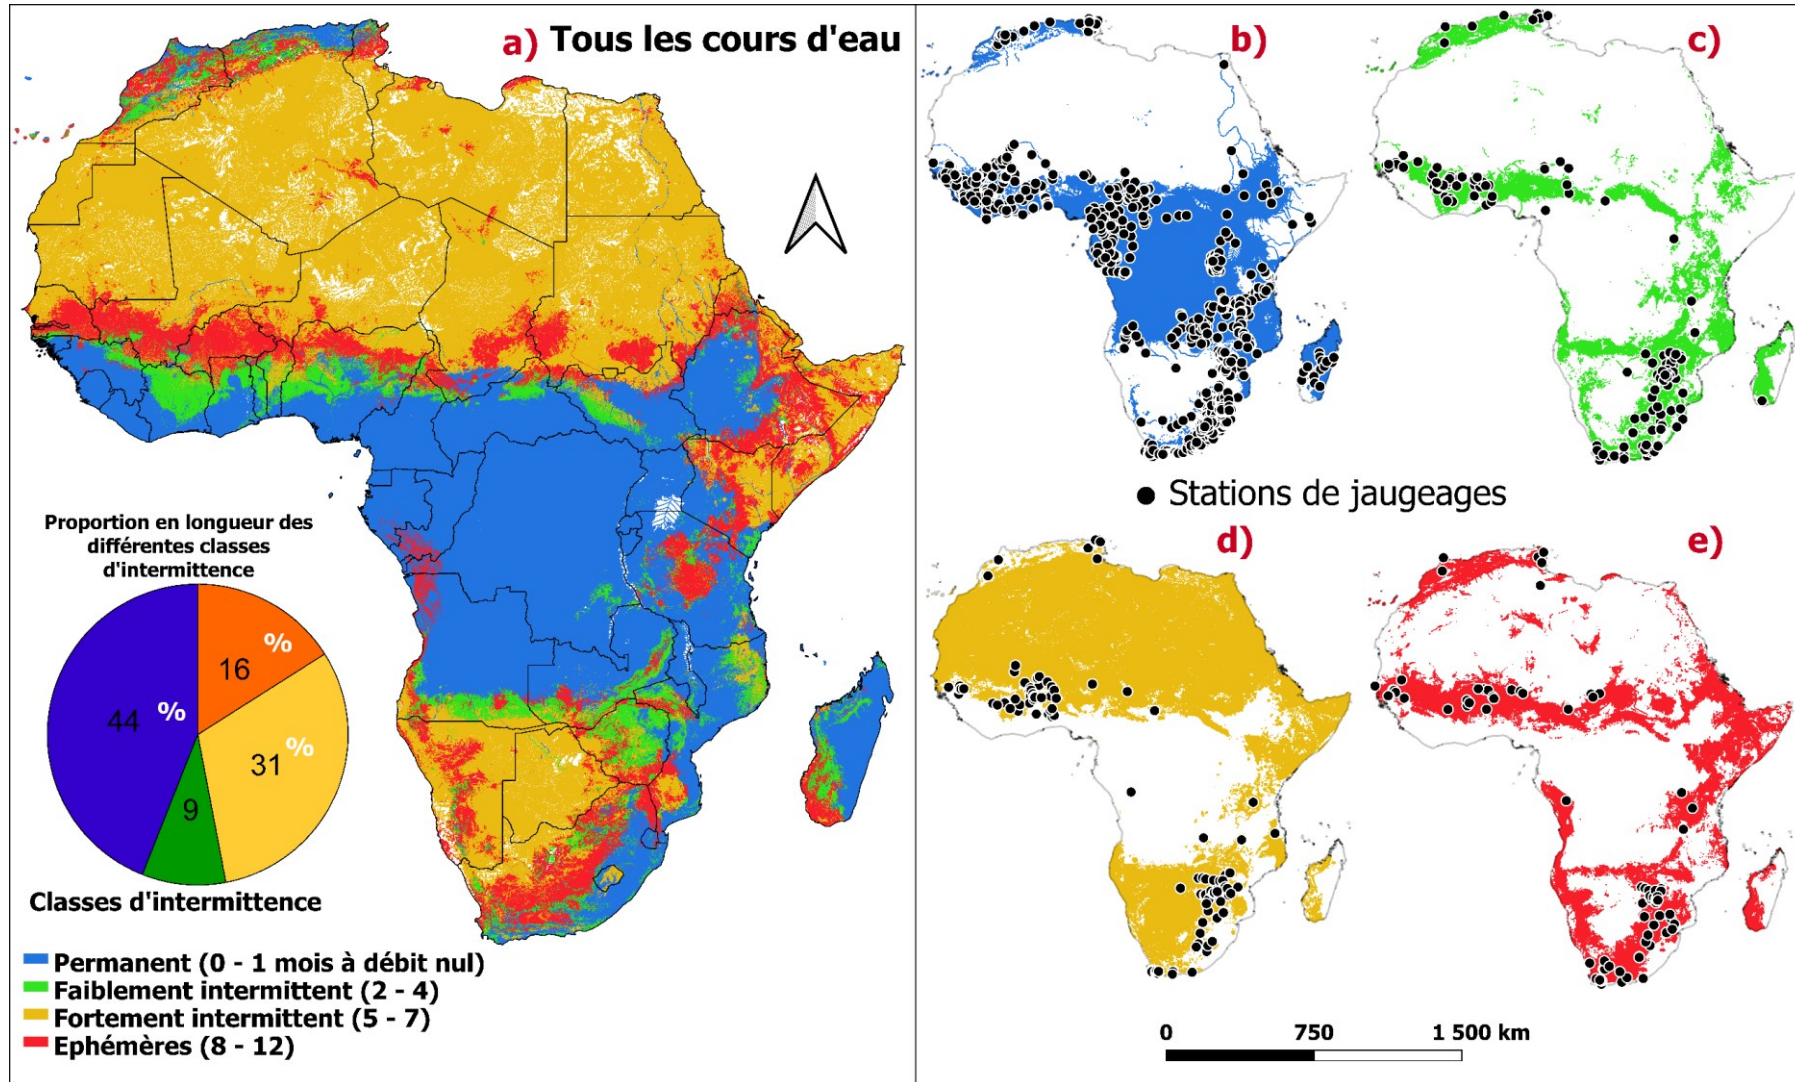 a) Tous les cours d'eau
Proportion en longueur des
différentes classes
d'intermittence
16 %
31 %
9
44 %
Classes d'intermittence
Permanent (0 - 1 mois à débit nul)
Faiblement intermittent (2 - 4)
Fortement intermittent (5 - 7)
Ephémères (8 - 12)
b)
c)
Stations de jaugeages
d)
e)
0 750 1 500 km